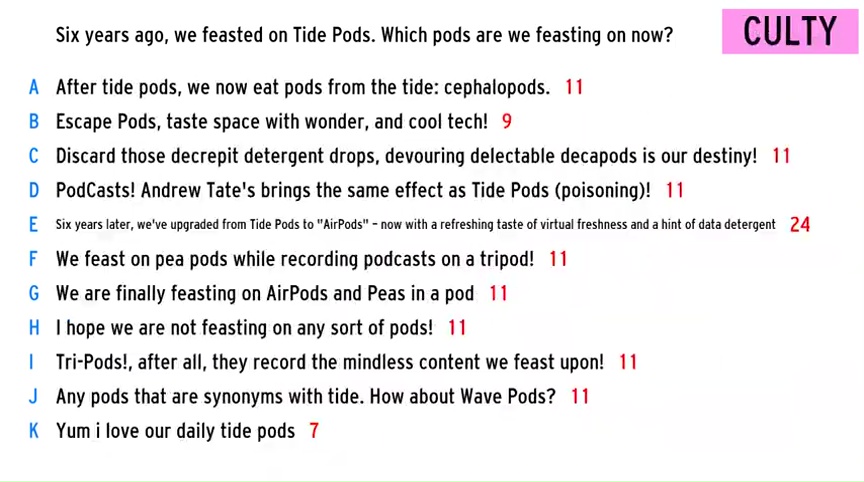 Six years ago, we feasted on Tide Pods. Which pods are we feasting on now?
CULTY
A After tide pods, we now eat pods from the tide: cephalopods. 11
B Escape Pods, taste space with wonder, and cool tech! 9
C Discard those decrepit detergent drops, devouring delectable decapods is our destiny! 11
D PodCasts! Andrew Tate's brings the same effect as Tide Pods (poisoning)! 11
E Six years later, we've upgraded from Tide Pods to "AirPods" – now with a refreshing taste of virtual freshness and a hint of data detergent 24
F We feast on pea pods while recording podcasts on a tripod! 11
G We are finally feasting on AirPods and Peas in a pod 11
H I hope we are not feasting on any sort of pods! 11
I Tri-Pods!, after all, they record the mindless content we feast upon! 11
J Any pods that are synonyms with tide. How about Wave Pods? 11
K Yum i love our daily tide pods 7